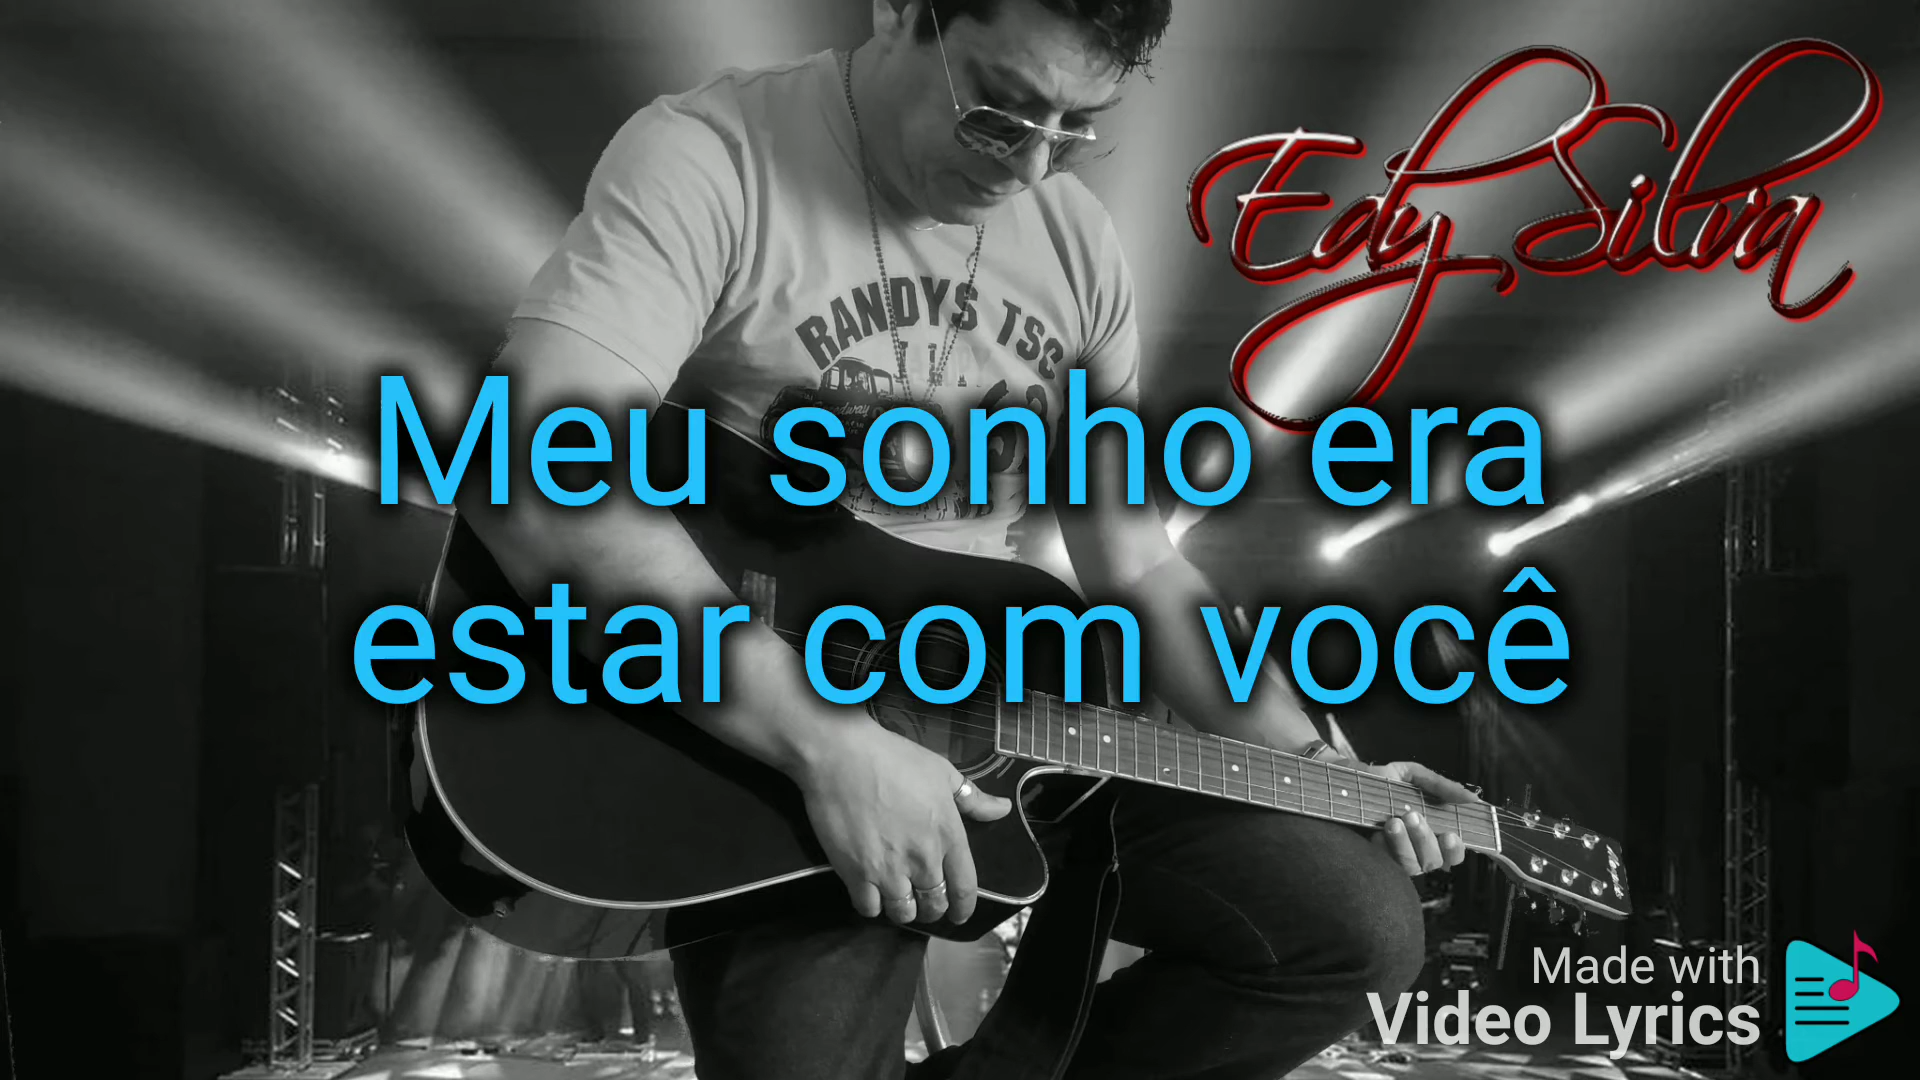 Edy Silva
RANDYS TSC
Meu sonho era
estar com você
Made with
Video Lyrics